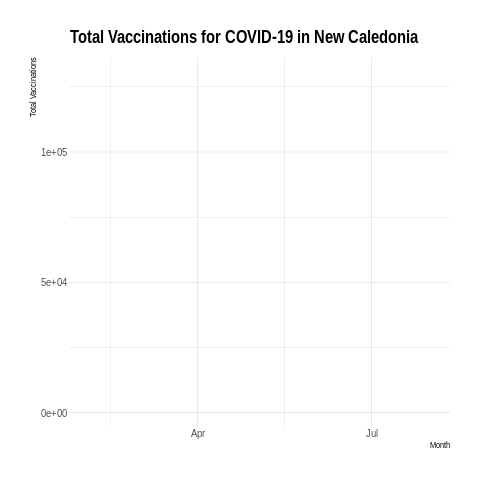 Total Vaccinations for COVID-19 in New Caledonia
Total Vaccinations
1e+05
5e+04
0e+00
Apr
Jul
Month